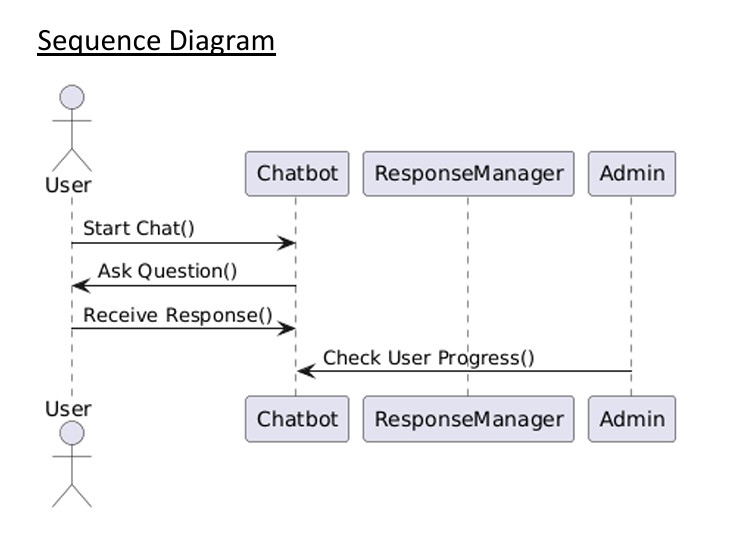 Sequence Diagram
User
Chatbot
ResponseManager
Admin
Start Chat()
Ask Question()
Receive Response()
Check User Progress()
User
Chatbot
ResponseManager
Admin